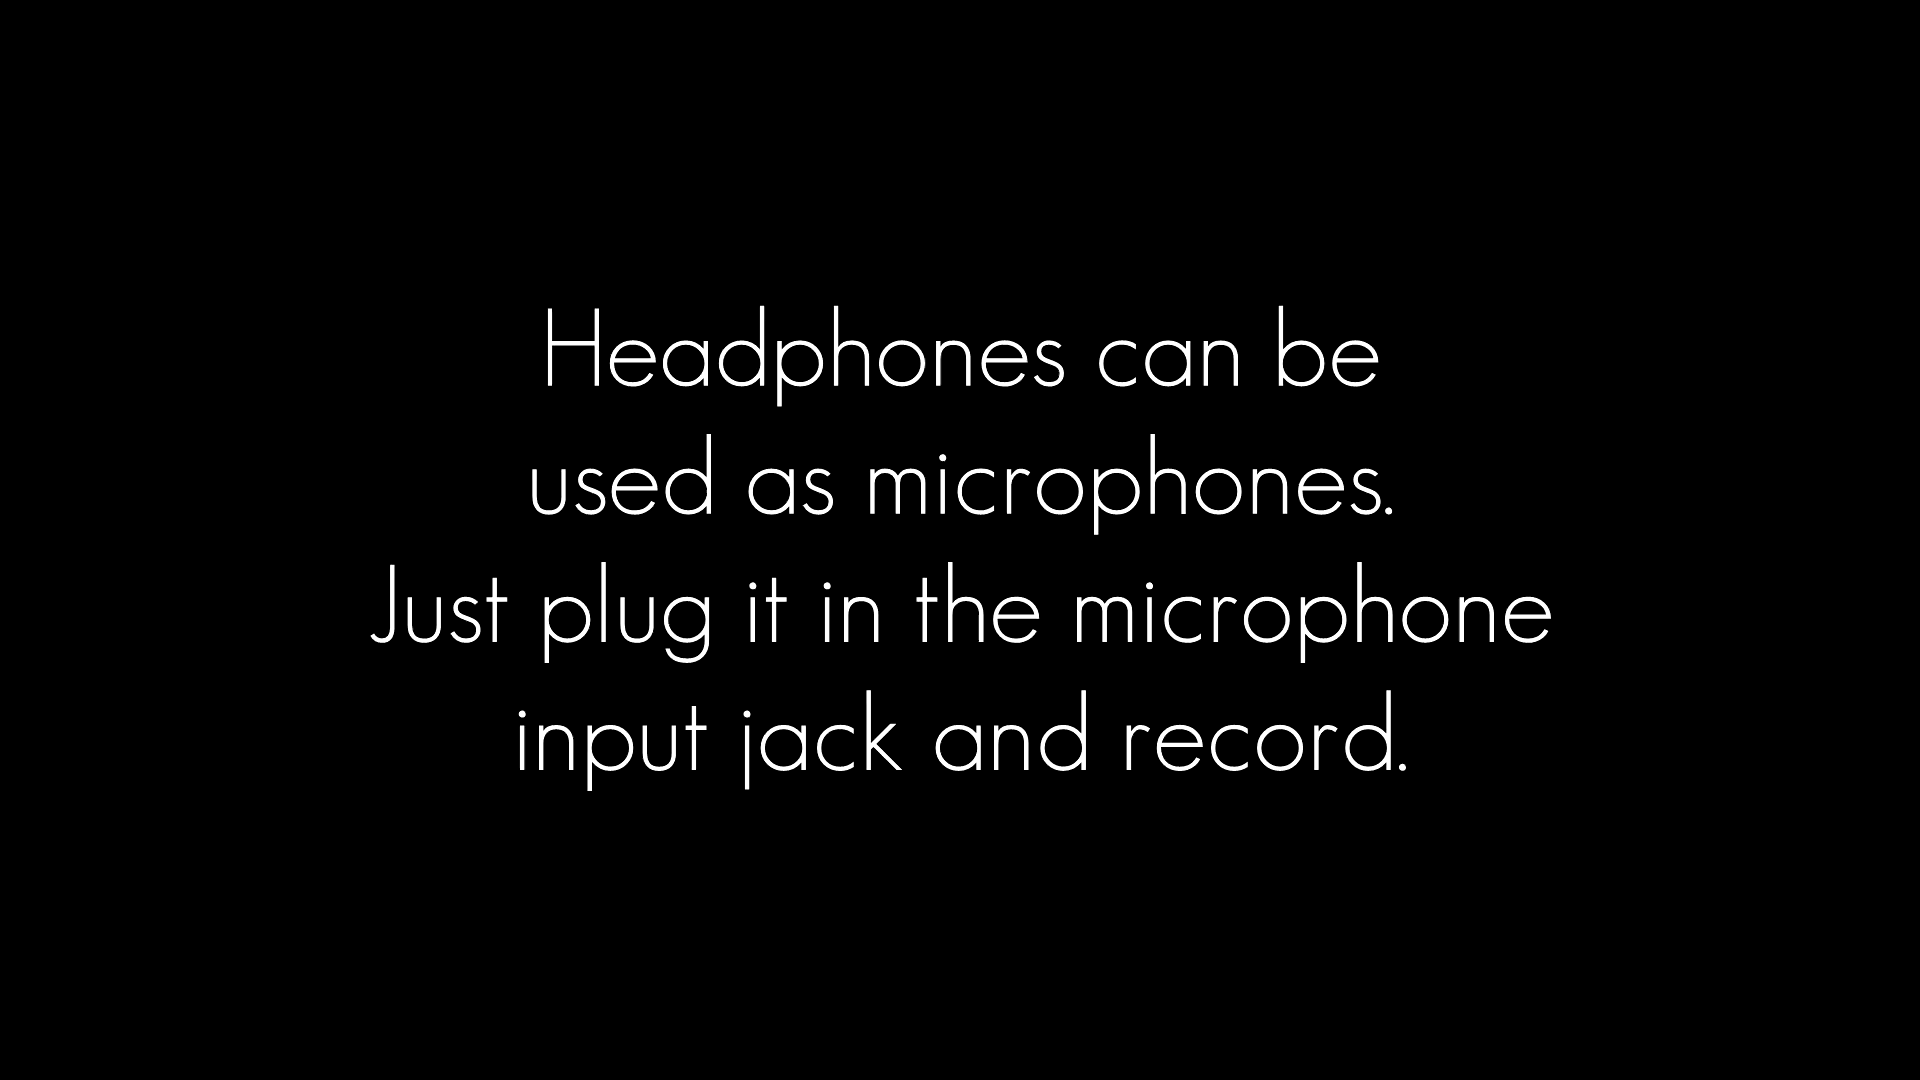 Headphones can be
used as microphones.
Just plug it in the microphone
input jack and record.